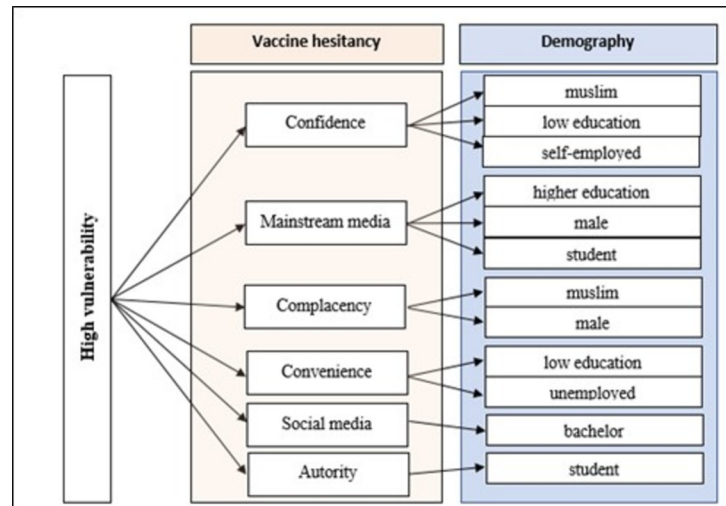 Vaccine hesitancy
Demography
High vulnerability
Confidence
muslim
low education
self-employed
Mainstream media
higher education
male
student
Complacency
muslim
male
Convenience
low education
unemployed
Social media
bachelor
Autority
student